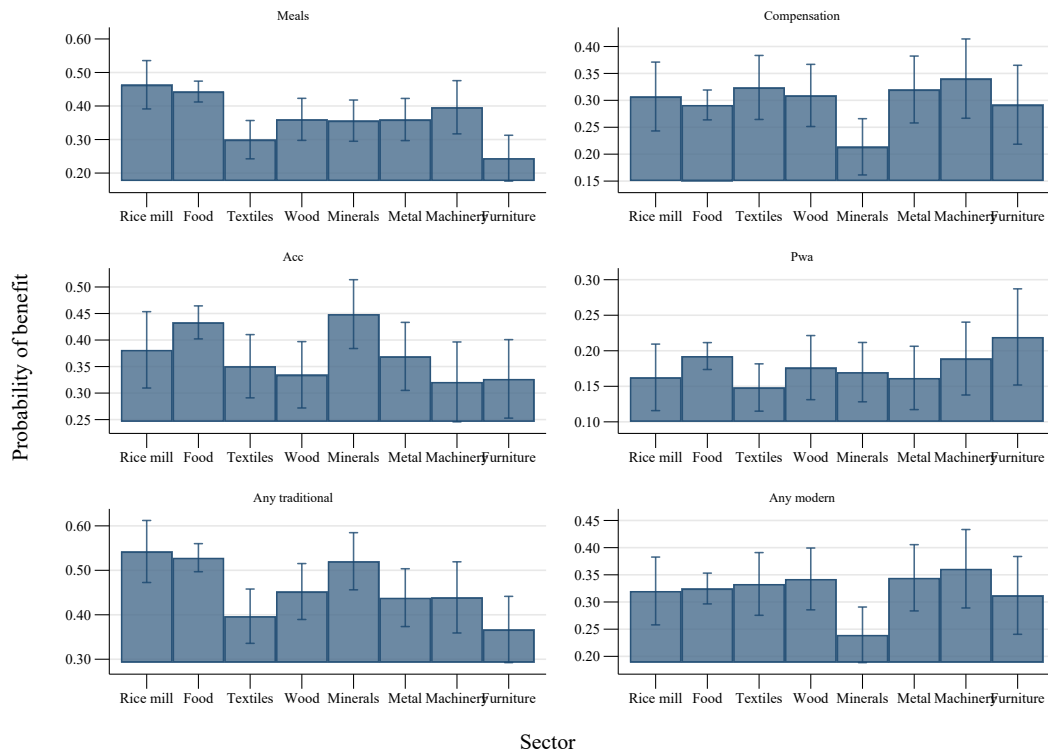 Meals
0.60
0.50
0.40
0.30
0.20
Rice mill Food Textiles Wood Minerals Metal Machinery Furniture
Compensation
0.40
0.35
0.30
0.25
0.20
0.15
Rice mill Food Textiles Wood Minerals Metal Machinery Furniture
Probability of benefit
Acc
0.50
0.45
0.40
0.35
0.30
0.25
Rice mill Food Textiles Wood Minerals Metal Machinery Furniture
Pwa
0.30
0.25
0.20
0.15
0.10
Rice mill Food Textiles Wood Minerals Metal Machinery Furniture
Any traditional
0.60
0.50
0.40
0.30
Rice mill Food Textiles Wood Minerals Metal Machinery Furniture
Any modern
0.45
0.40
0.35
0.30
0.25
0.20
Rice mill Food Textiles Wood Minerals Metal Machinery Furniture
Sector